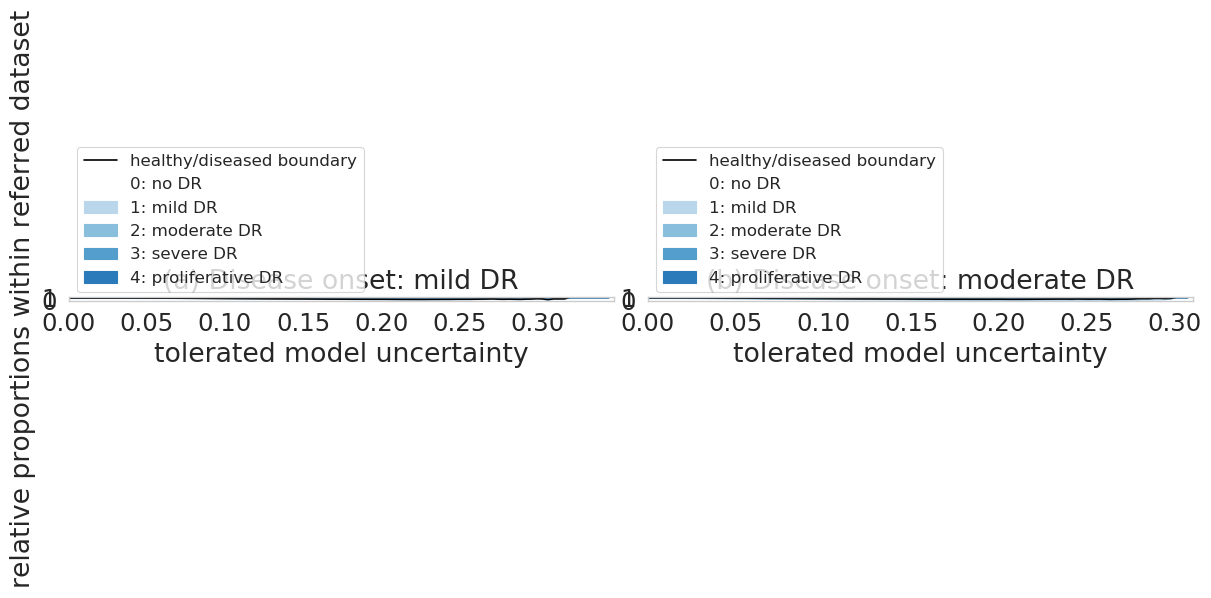 relative proportions within referred dataset
healthy/diseased boundary
0: no DR
1: mild DR
2: moderate DR
3: severe DR
4: proliferative DR
(a) Disease onset: mild DR
1
0
0.00 0.05 0.10 0.15 0.20 0.25 0.30
tolerated model uncertainty
healthy/diseased boundary
0: no DR
1: mild DR
2: moderate DR
3: severe DR
4: proliferative DR
(b) Disease onset: moderate DR
1
0
0.00 0.05 0.10 0.15 0.20 0.25 0.30
tolerated model uncertainty